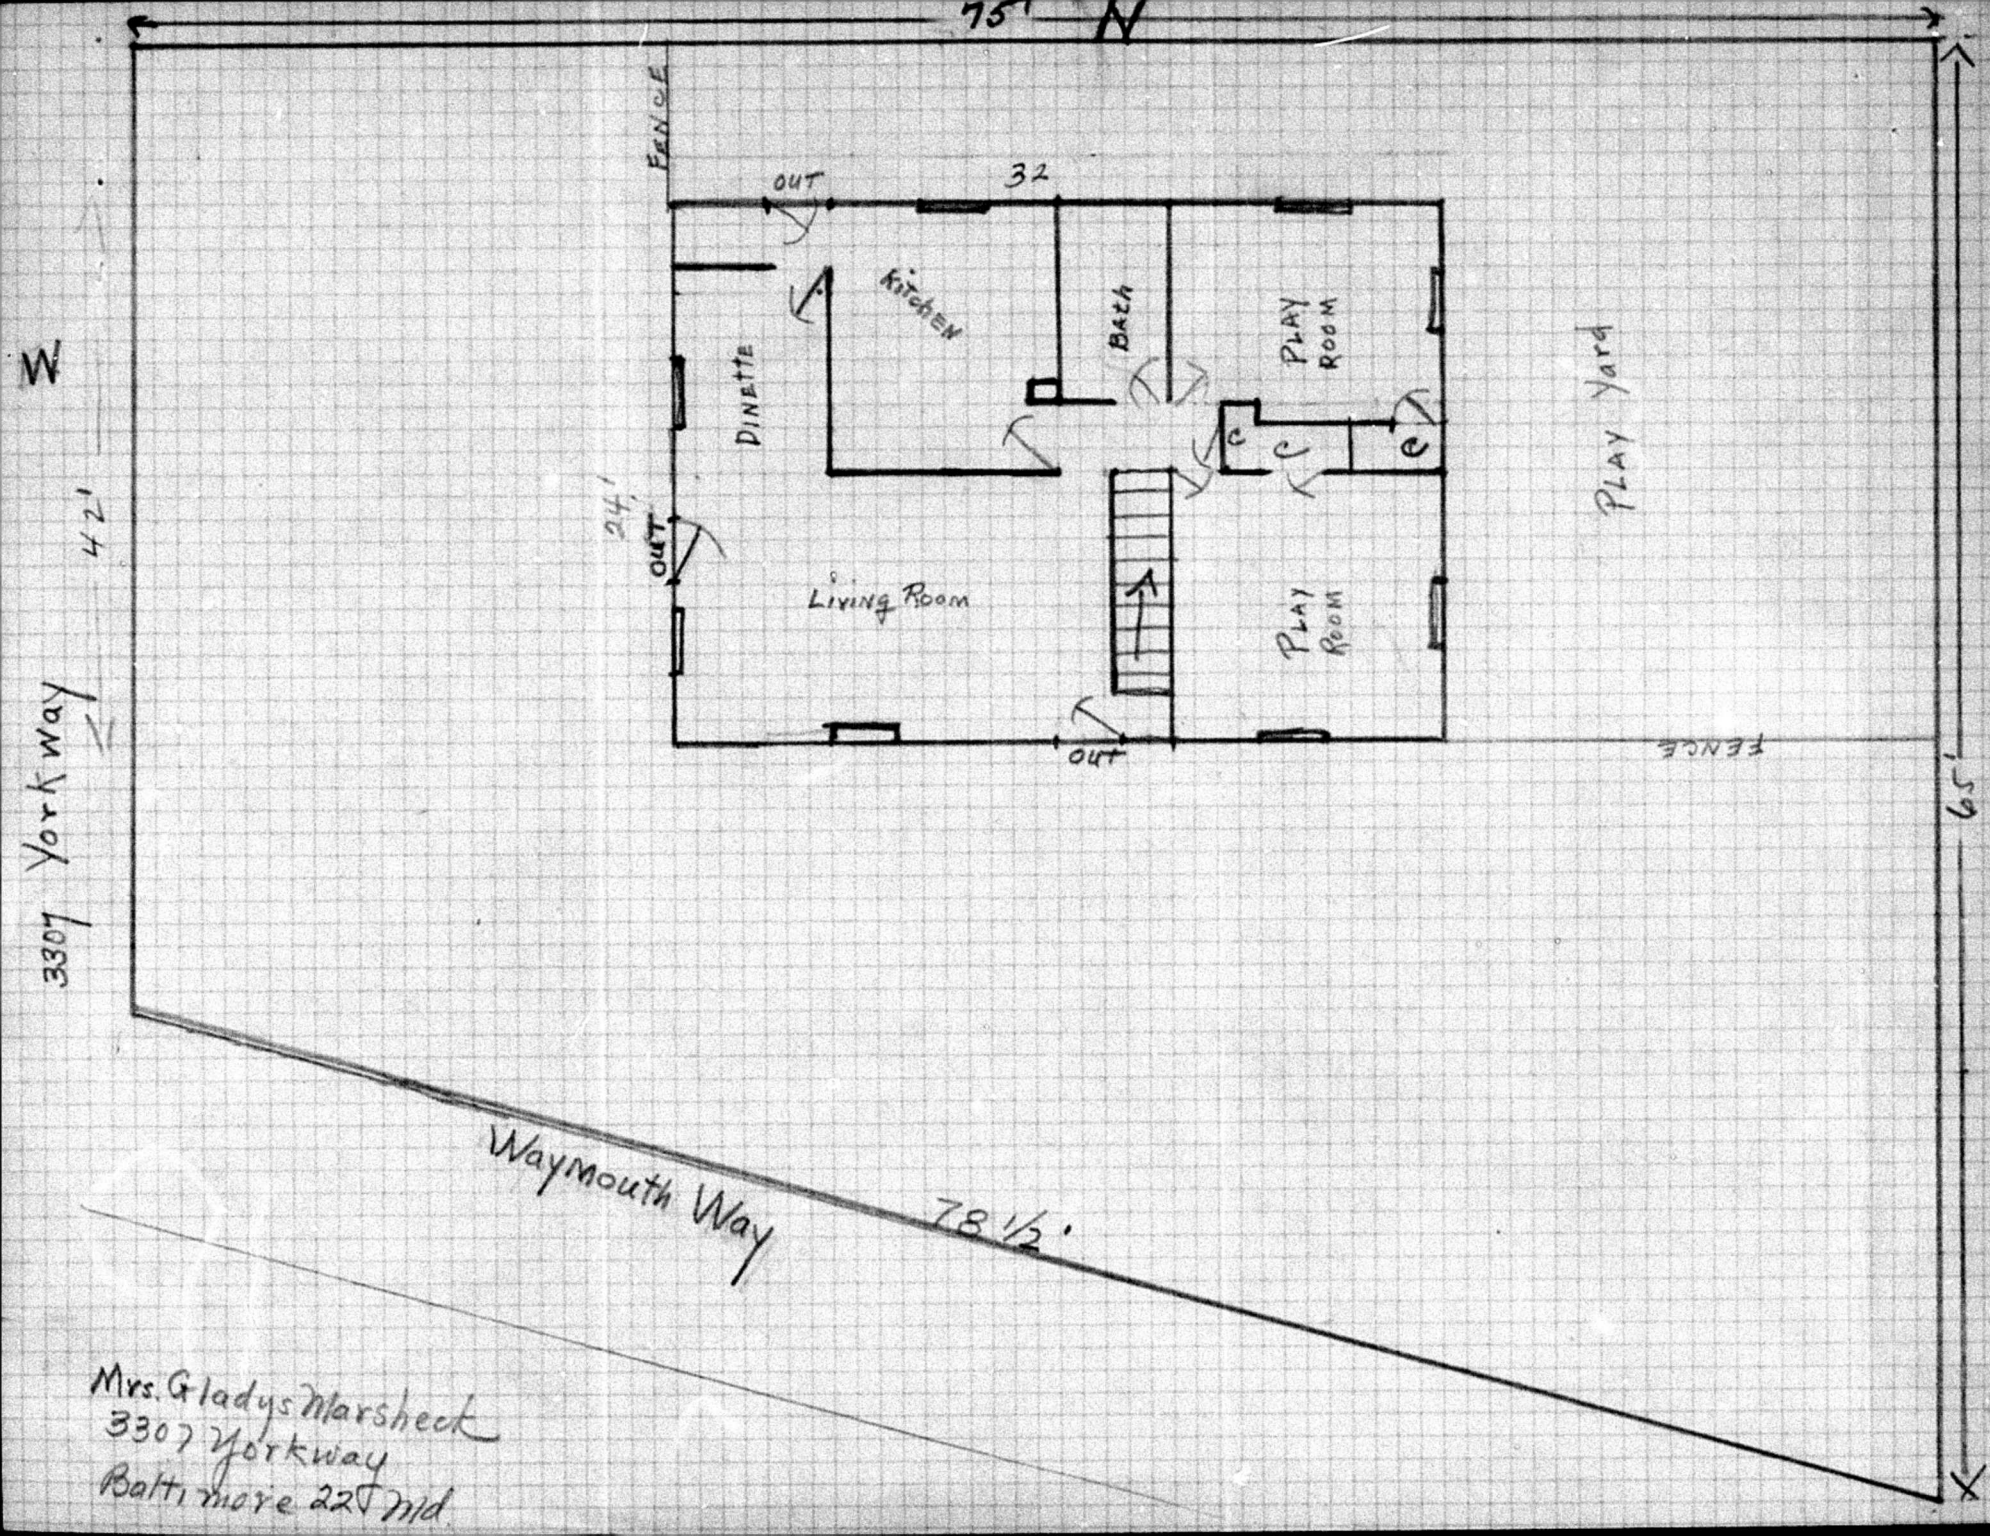 75'
N
FENCE
OUT
32
Kitchen
Bath
PLAY
ROOM
DINETTE
W
C
C
C
PLAY Yard
42'
24'
OUT
Living Room
PLAY
ROOM
OUT
FENCE
65'
3307 Yorkway
Waymouth Way
78 1/2'
Mrs. Gladys Marsheck
3307 Yorkway
Baltimore 22 Md.